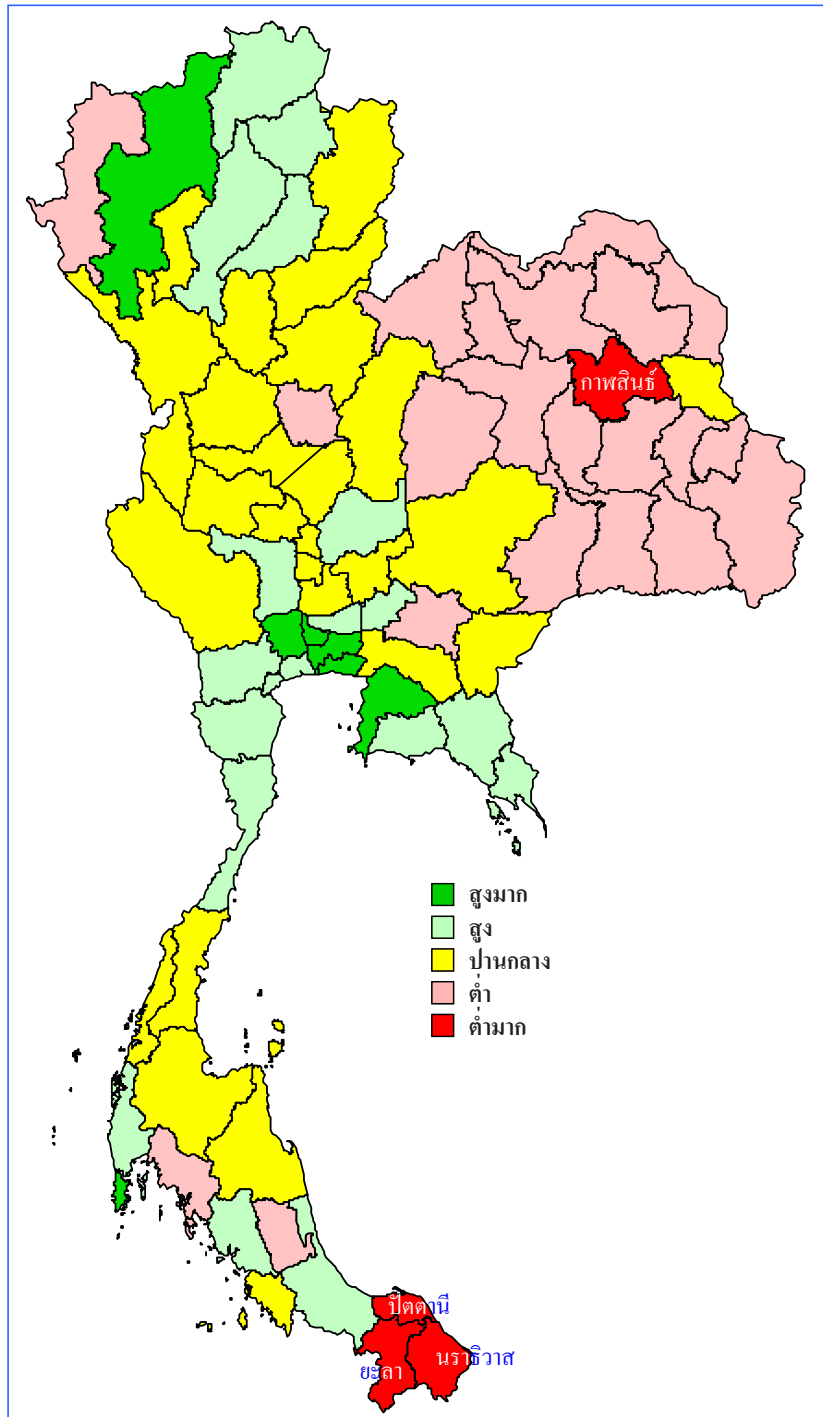 กาฬสินธุ์
สูงมาก
สูง
ปานกลาง
ต่ำ
ต่ำมาก
ปัตตานี
นราธิวาส
ยะลา